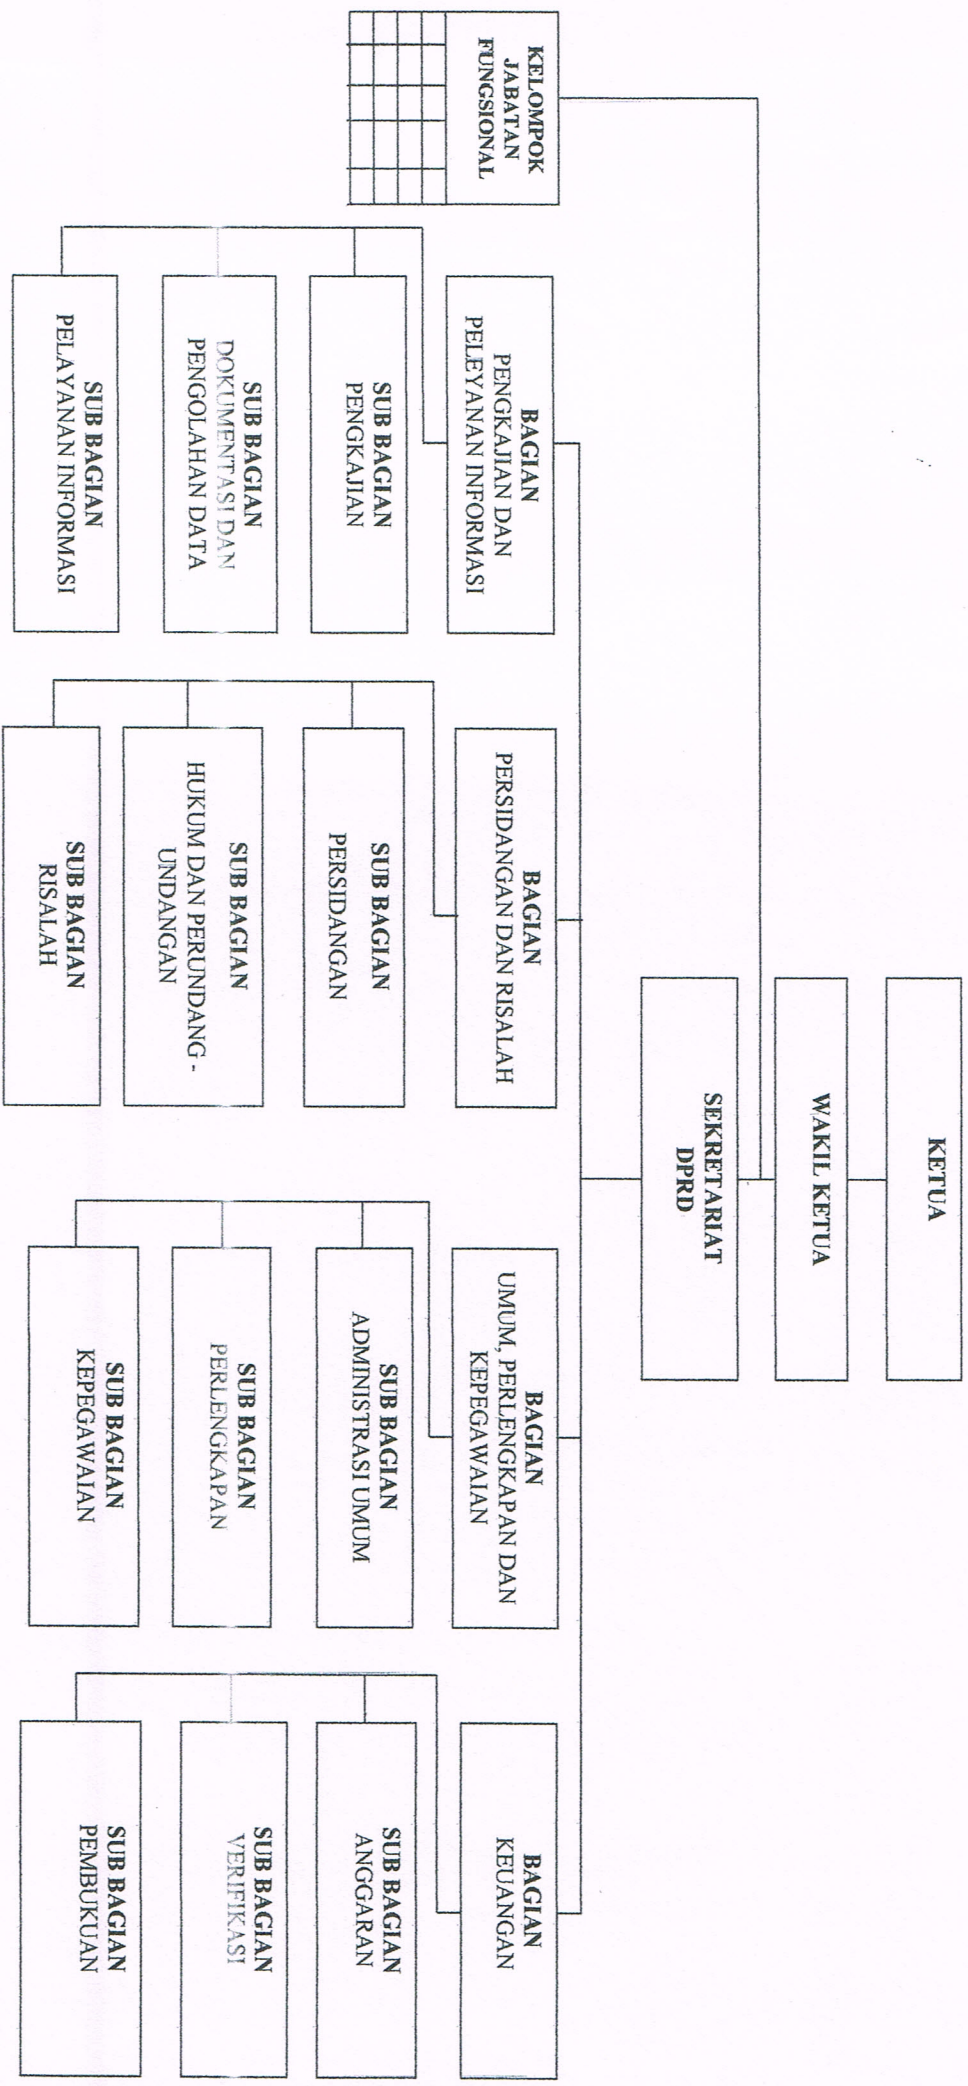 KETUA
WAKIL KETUA
SEKRETARIAT
DPRD
KELOMPOK
JABATAN
FUNGSIONAL
BAGIAN
PENGKAJIAN DAN
PELEYANAN INFORMASI
SUB BAGIAN
PENGKAJIAN
SUB BAGIAN
DOKUMENTASI DAN
PENGOLAHAN DATA
SUB BAGIAN
PELAYANAN INFORMASI
BAGIAN
PERSIDANGAN DAN RISALAH
SUB BAGIAN
PERSIDANGAN
SUB BAGIAN
HUKUM DAN PERUNDANG -
UNDANGAN
SUB BAGIAN
RISALAH
BAGIAN
UMUM, PERLENGKAPAN DAN
KEPEGAWAIAN
SUB BAGIAN
ADMINISTRASI UMUM
SUB BAGIAN
PERLENGKAPAN
SUB BAGIAN
KEPEGAWAIAN
BAGIAN
KEUANGAN
SUB BAGIAN
ANGGARAN
SUB BAGIAN
VERIFIKASI
SUB BAGIAN
PEMBUKUAN